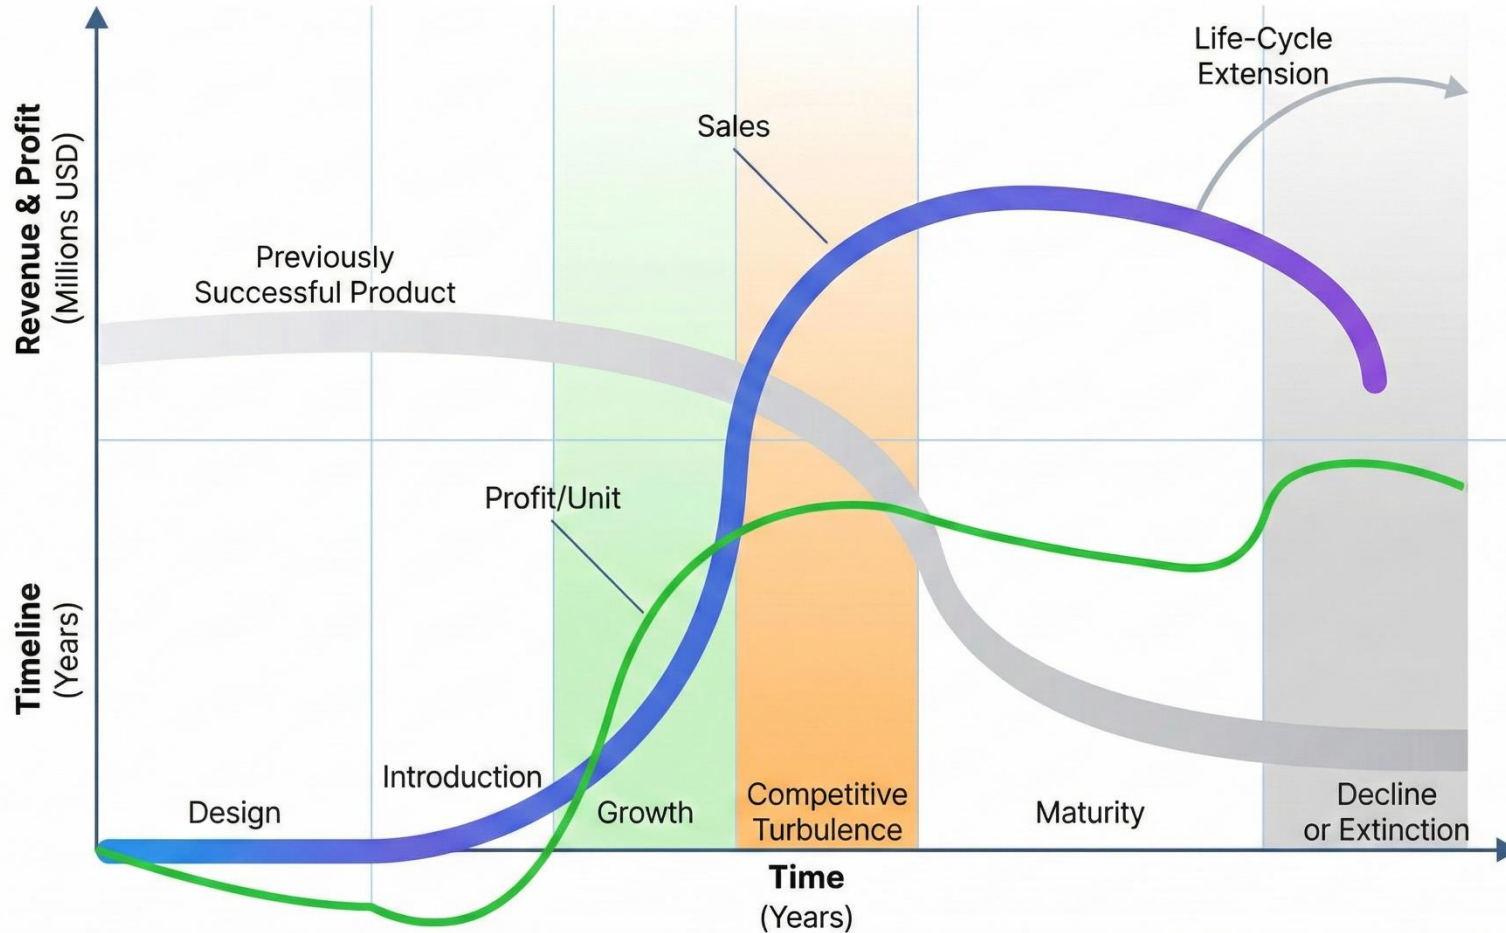 Life-Cycle
Extension
Sales
Revenue & Profit
(Millions USD)
Previously
Successful Product
Profit/Unit
Timeline
(Years)
Design
Introduction
Growth
Competitive
Turbulence
Maturity
Decline
or Extinction
Time
(Years)